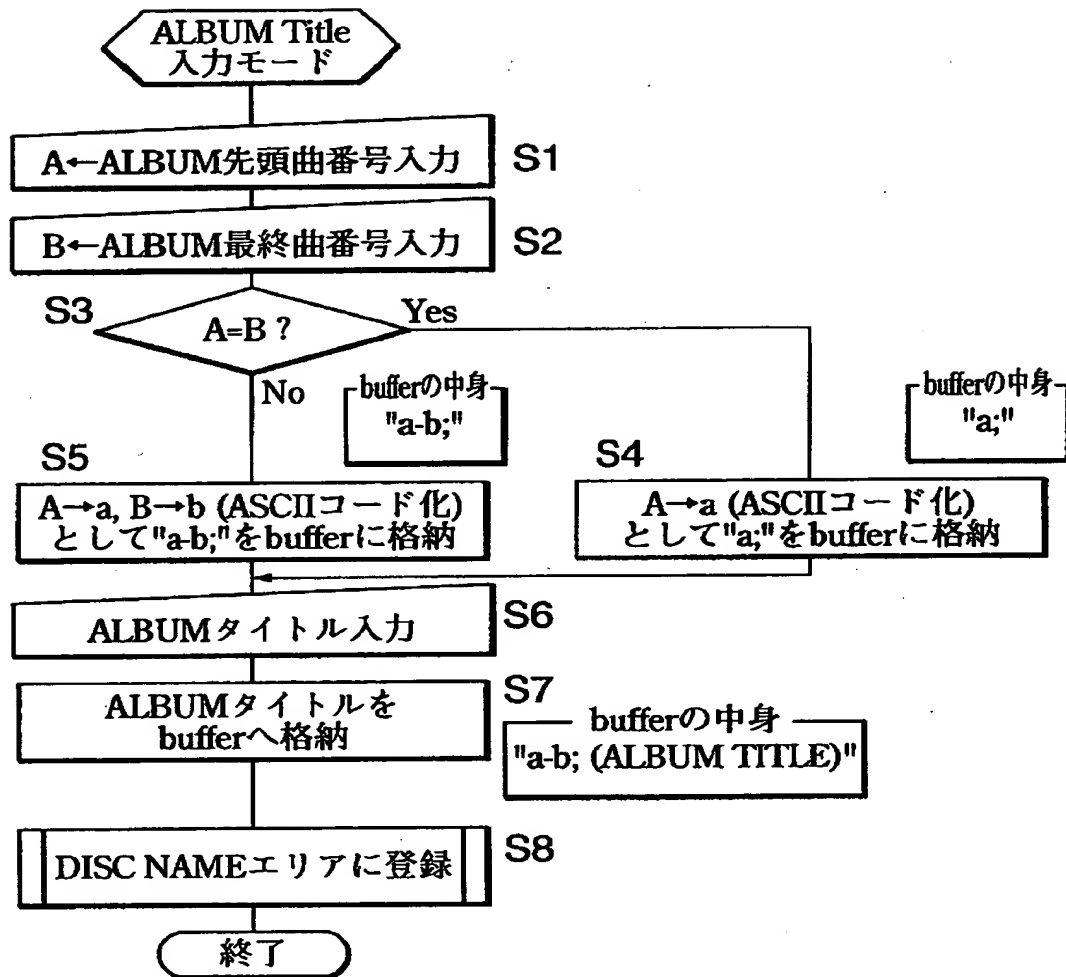 ALBUM Title
入力モード
A←ALBUM先頭曲番号入力
S1
B←ALBUM最終曲番号入力
S2
S3
A=B ?
Yes
No
bufferの中身
"a-b;"
bufferの中身
"a;"
S5
A→a, B→b (ASCIIコード化)
として"a-b;"をbufferに格納
S4
A→a (ASCIIコード化)
として"a;"をbufferに格納
ALBUMタイトル入力
S6
ALBUMタイトルを
bufferへ格納
S7
bufferの中身
"a-b; (ALBUM TITLE)"
DISC NAMEエリアに登録
S8
終了